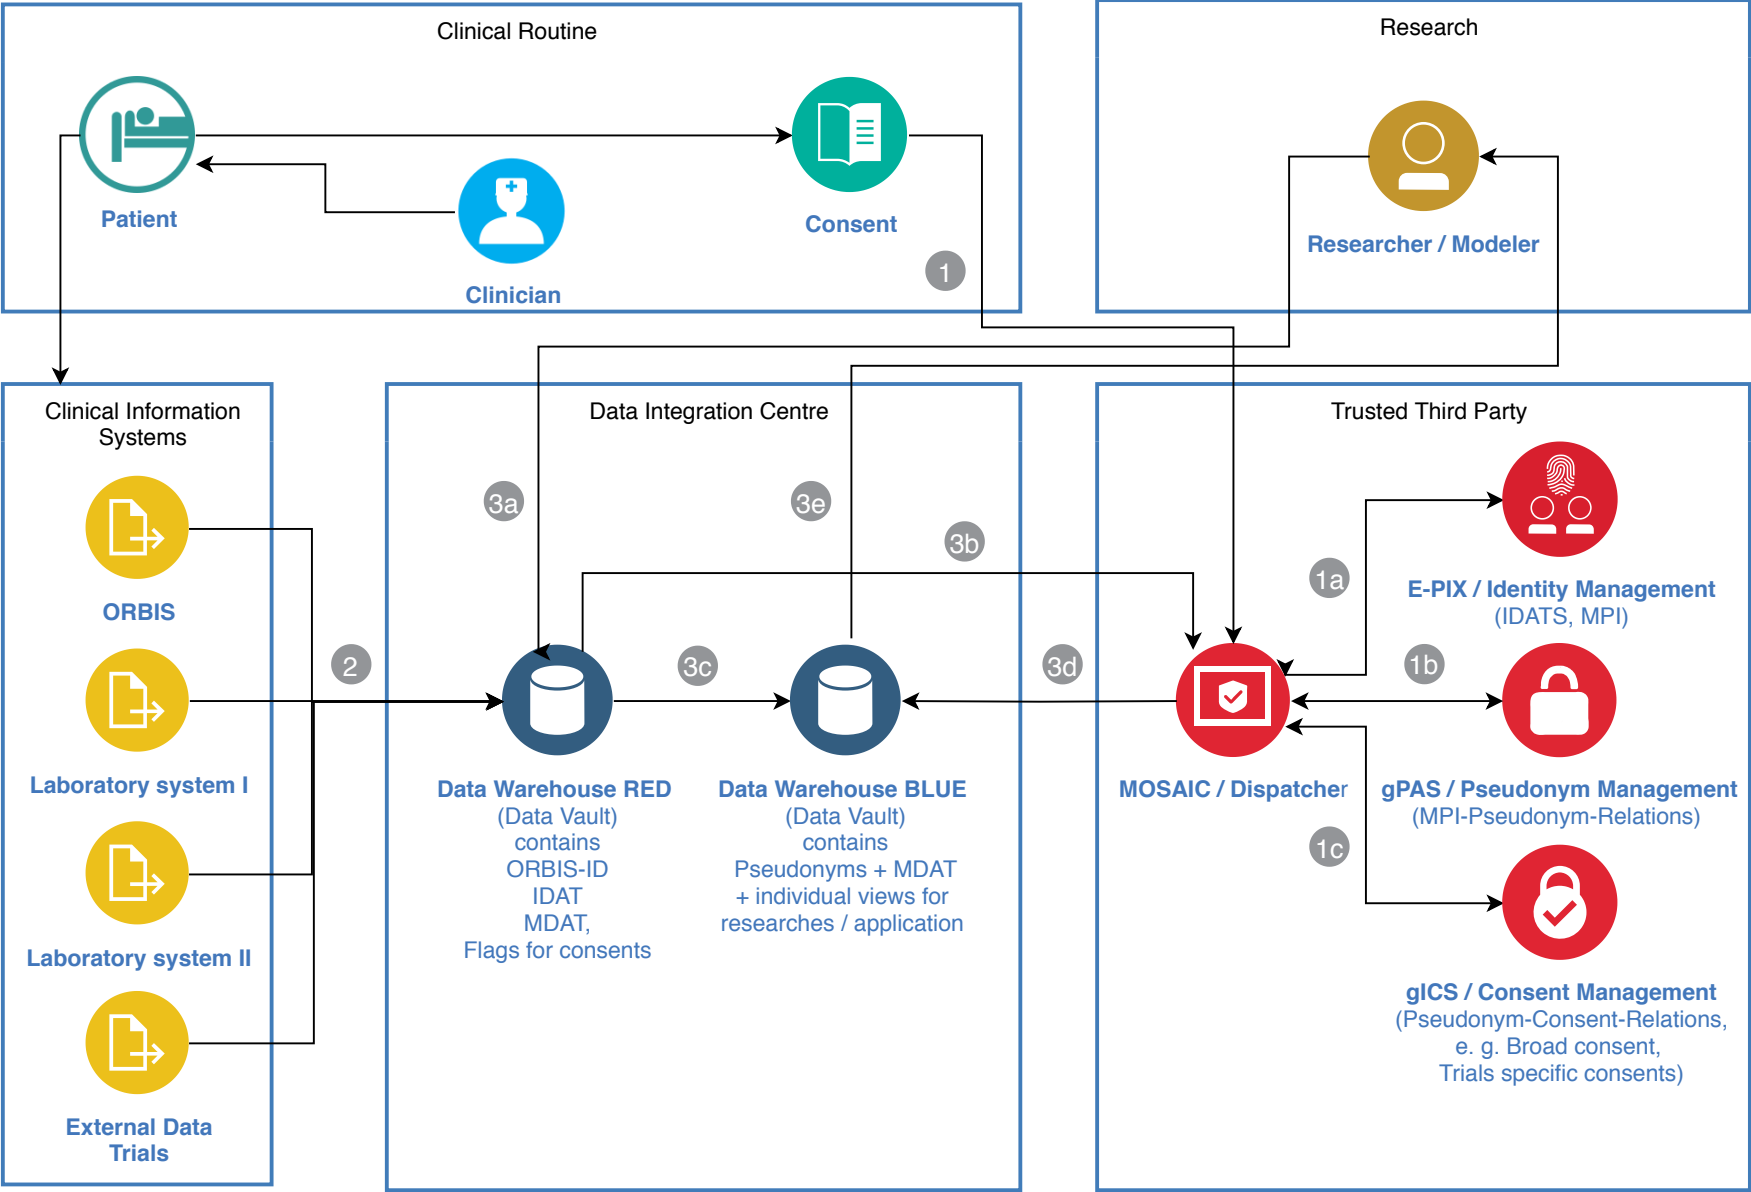 Clinical Routine
Patient
Clinician
Consent
1
Research
Researcher / Modeler
Clinical Information
Systems
ORBIS
Laboratory system I
Laboratory system II
External Data
Trials
2
Data Integration Centre
3a
3e
3b
3c
3d
Data Warehouse RED
(Data Vault)
contains
ORBIS-ID
IDAT
MDAT,
Flags for consents
Data Warehouse BLUE
(Data Vault)
contains
Pseudonyms + MDAT
+ individual views for
researches / application
Trusted Third Party
1a
E-PIX / Identity Management
(IDATS, MPI)
1b
MOSAIC / Dispatcher
gPAS / Pseudonym Management
(MPI-Pseudonym-Relations)
1c
gICS / Consent Management
(Pseudonym-Consent-Relations,
e. g. Broad consent,
Trials specific consents)